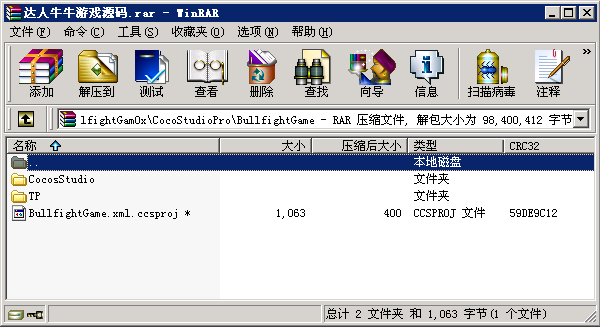 达人牛牛游戏源码.rar - WinRAR
文件(F) 命令(C) 工具(S) 收藏夹(O) 选项(N) 帮助(H)
添加 解压到 测试 查看 删除 查找 向导 信息 扫描病毒 注释 »
lfightGamOx\CocoStudioPro\BullfightGame - RAR 压缩文件, 解包大小为 98,400,412 字节
名称 大小 压缩后大小 类型 CRC32
.. 本地磁盘
CocosStudio 文件夹
TP 文件夹
BullfightGame.xml.ccsproj * 1,063 400 CCSPROJ 文件 59DE9C12
总计 2 文件夹 和 1,063 字节(1 个文件)